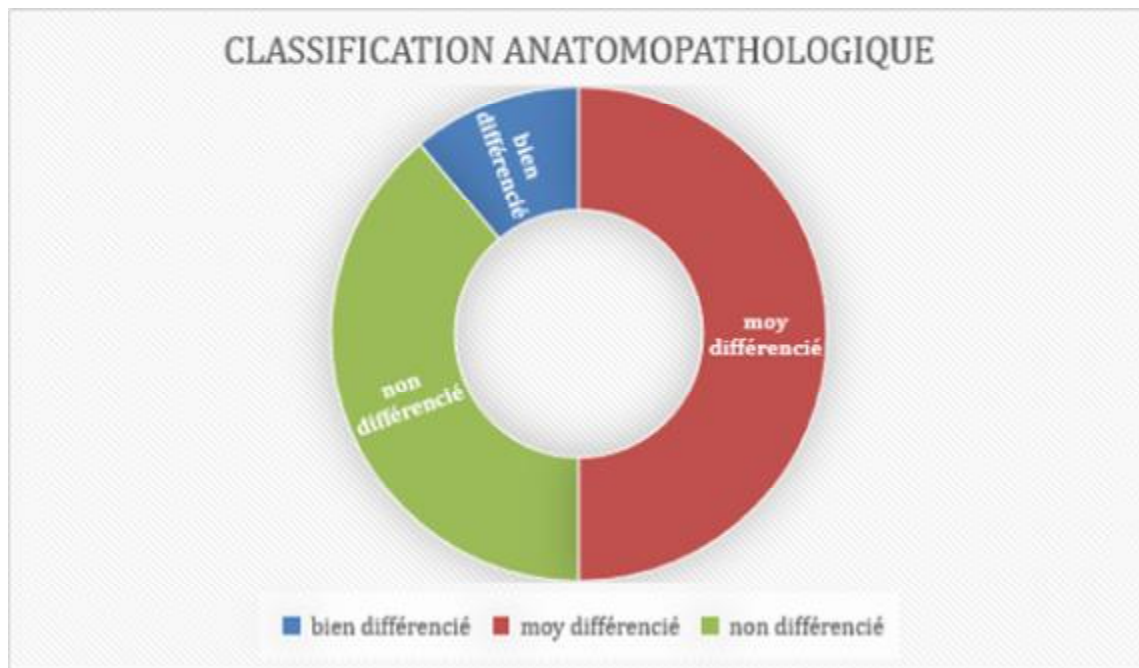 CLASSIFICATION ANATOMOPATHOLOGIQUE
bien
différencié
moy
différencié
non
différencié
bien différencié moy différencié non différencié